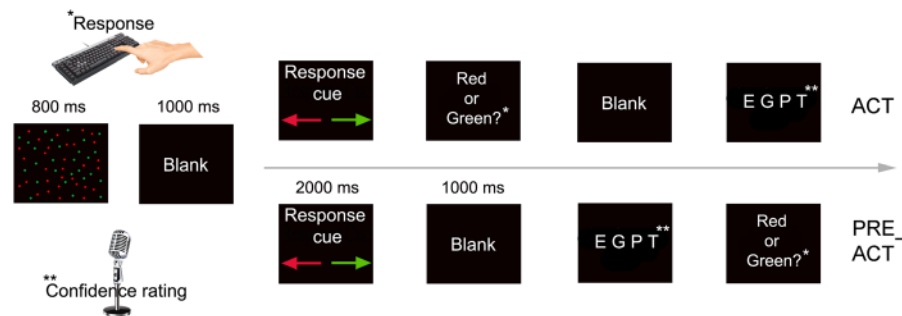 *Response
800 ms
1000 ms
Blank
**Confidence rating
Response
cue
Red
or
Green?*
Blank
E G P T**
ACT
2000 ms
1000 ms
Response
cue
Blank
E G P T**
Red
or
Green?*
PRE_
ACT